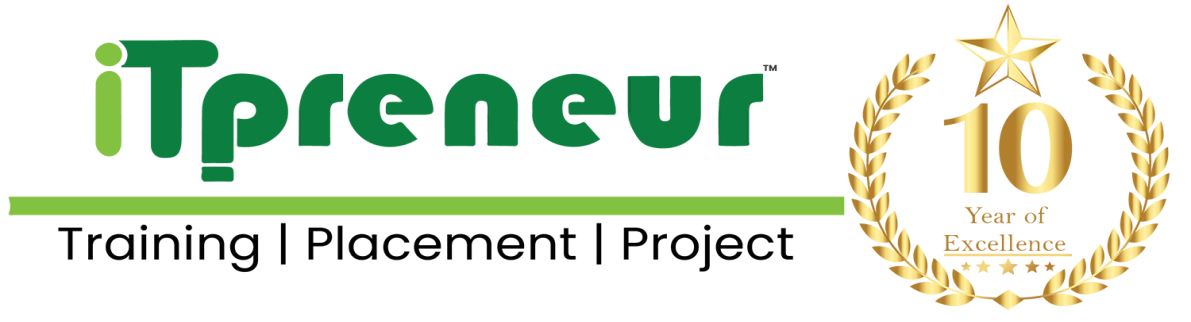 iTpreneur™
Training | Placement | Project
10
Year of
Excellence